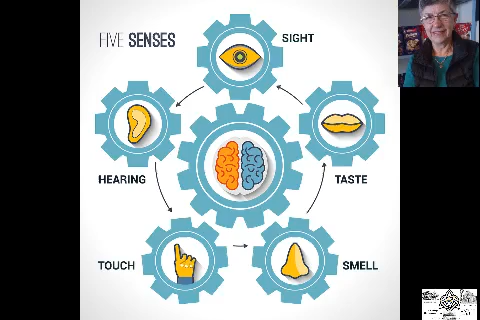 FIVE SENSES
SIGHT
HEARING
TASTE
TOUCH
SMELL